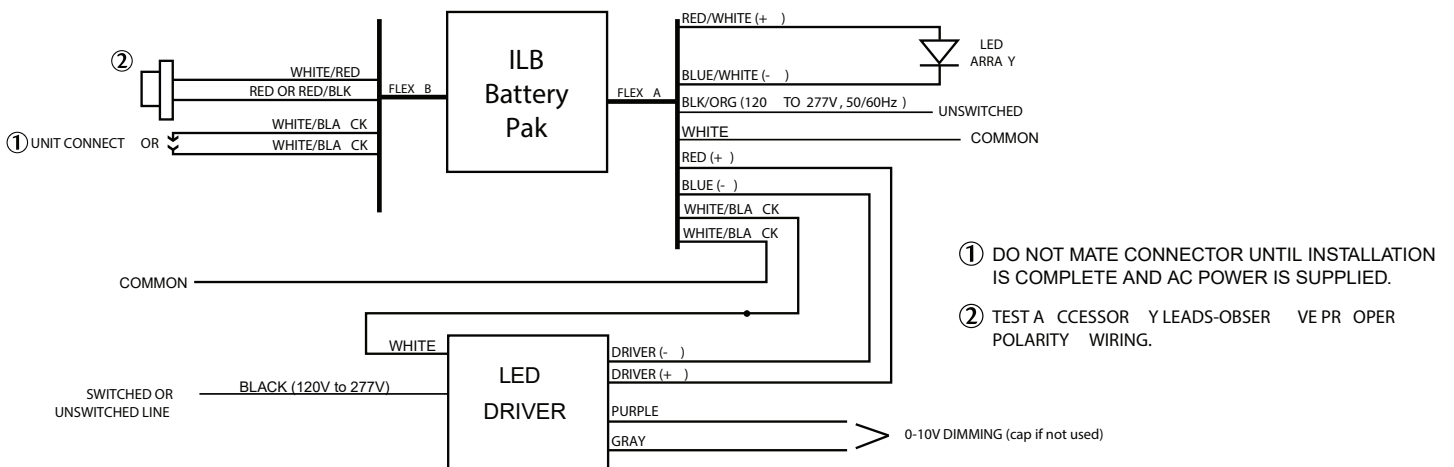 ②
WHITE/RED
RED OR RED/BLK
WHITE/BLA CK
① UNIT CONNECT OR
WHITE/BLA CK
FLEX B
ILB
Battery
Pak
FLEX A
RED/WHITE (+ )
LED
ARRA Y
BLUE/WHITE (- )
BLK/ORG (120 TO 277V, 50/60Hz )
UNSWITCHED
WHITE
COMMON
RED (+ )
BLUE (- )
WHITE/BLA CK
WHITE/BLA CK
COMMON
① DO NOT MATE CONNECTOR UNTIL INSTALLATION
IS COMPLETE AND AC POWER IS SUPPLIED.
② TEST A CCESSOR Y LEADS-OBSER VE PR OPER
POLARITY WIRING.
WHITE
SWITCHED OR
UNSWITCHED LINE
BLACK (120V to 277V)
LED
DRIVER
DRIVER (- )
DRIVER (+ )
PURPLE
GRAY
0-10V DIMMING (cap if not used)